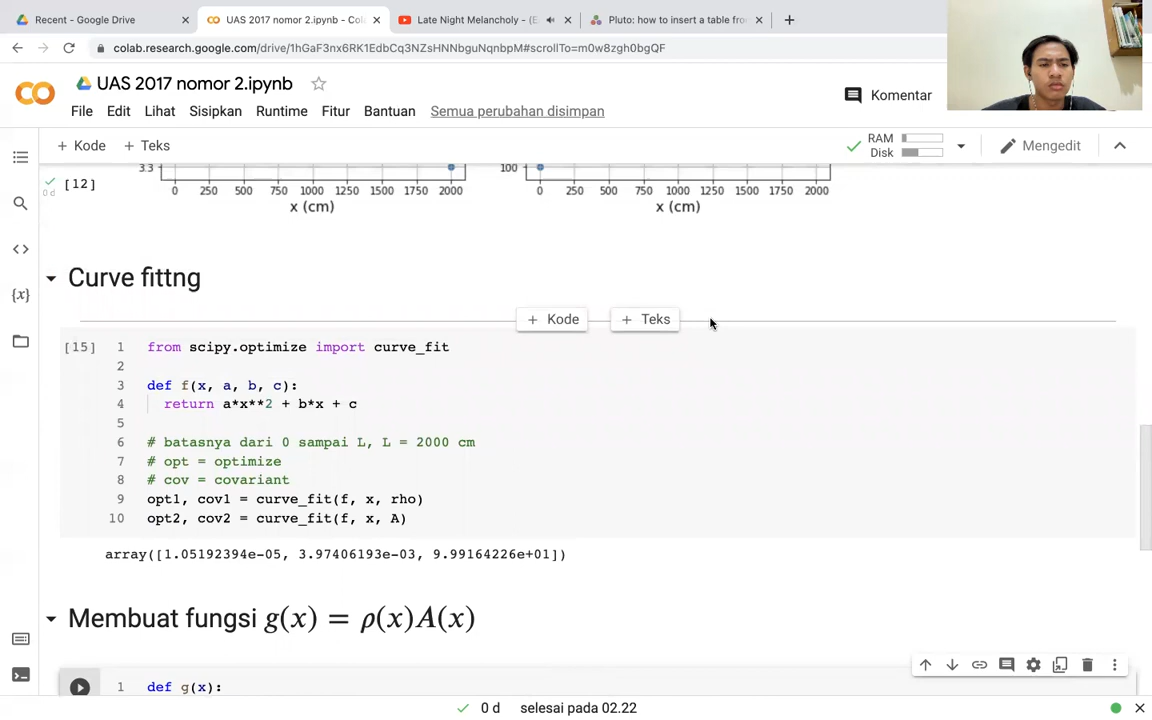 Recent - Google Drive
UAS 2017 nomor 2.ipynb - Col
Late Night Melancholy - (E
Pluto: how to insert a table fro
colab.research.google.com/drive/1hGaF3nx6RK1EdbCq3NZsHNNbguNqnbpM#scrollTo=m0w8zgh0bgQF
UAS 2017 nomor 2.ipynb
Komentar
File Edit Lihat Sisipkan Runtime Fitur Bantuan Semua perubahan disimpan
+ Kode + Teks
RAM
Disk
Mengedit
3.3
100
[12]
0 d
0 250 500 750 1000 1250 1500 1750 2000
0 250 500 750 1000 1250 1500 1750 2000
x (cm)
x (cm)
Curve fittng
+ Kode
+ Teks
[15] 1 from scipy.optimize import curve_fit
2
3 def f(x, a, b, c):
4 return a*x**2 + b*x + c
5
6 # batasnya dari 0 sampai L, L = 2000 cm
7 # opt = optimize
8 # cov = covariant
9 opt1, cov1 = curve_fit(f, x, rho)
10 opt2, cov2 = curve_fit(f, x, A)
array([1.05192394e-05, 3.97406193e-03, 9.99164226e+01])
Membuat fungsi g(x) = ρ(x)A(x)
1 def g(x):
0 d selesai pada 02.22